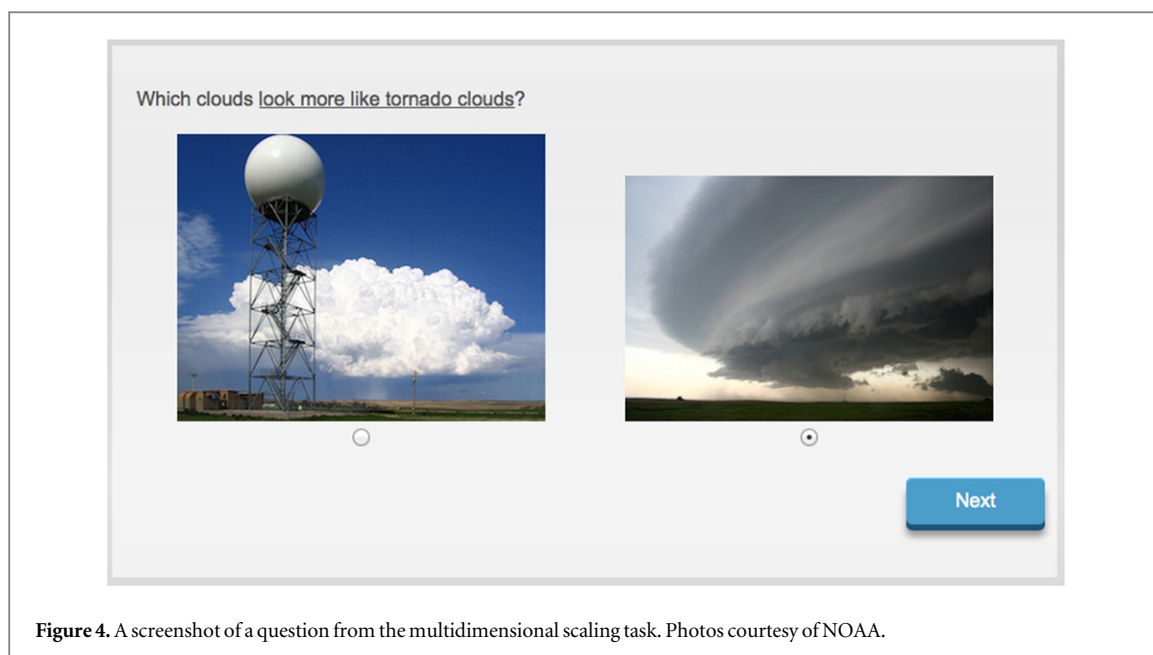 Which clouds look more like tornado clouds?
Next
Figure 4. A screenshot of a question from the multidimensional scaling task. Photos courtesy of NOAA.